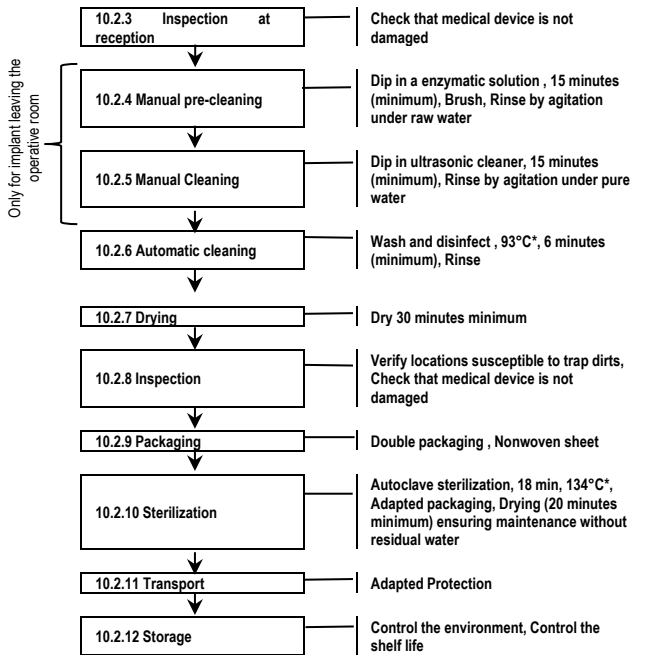 10.2.3 Inspection at
reception
Check that medical device is not
damaged
Only for implant leaving the
operative room
10.2.4 Manual pre-cleaning
Dip in a enzymatic solution , 15 minutes
(minimum), Brush, Rinse by agitation
under raw water
10.2.5 Manual Cleaning
Dip in ultrasonic cleaner, 15 minutes
(minimum), Rinse by agitation under pure
water
10.2.6 Automatic cleaning
Wash and disinfect , 93°C*, 6 minutes
(minimum), Rinse
10.2.7 Drying
Dry 30 minutes minimum
10.2.8 Inspection
Verify locations susceptible to trap dirts,
Check that medical device is not
damaged
10.2.9 Packaging
Double packaging , Nonwoven sheet
10.2.10 Sterilization
Autoclave sterilization, 18 min, 134°C*,
Adapted packaging, Drying (20 minutes
minimum) ensuring maintenance without
residual water
10.2.11 Transport
Adapted Protection
10.2.12 Storage
Control the environment, Control the
shelf life